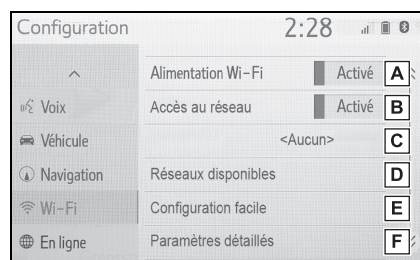 Configuration 2:28
Alimentation Wi-Fi Activé A
Voix Accès au réseau Activé B
Véhicule <Aucun> C
Navigation Réseaux disponibles D
Wi-Fi Configuration facile E
En ligne Paramètres détaillés F